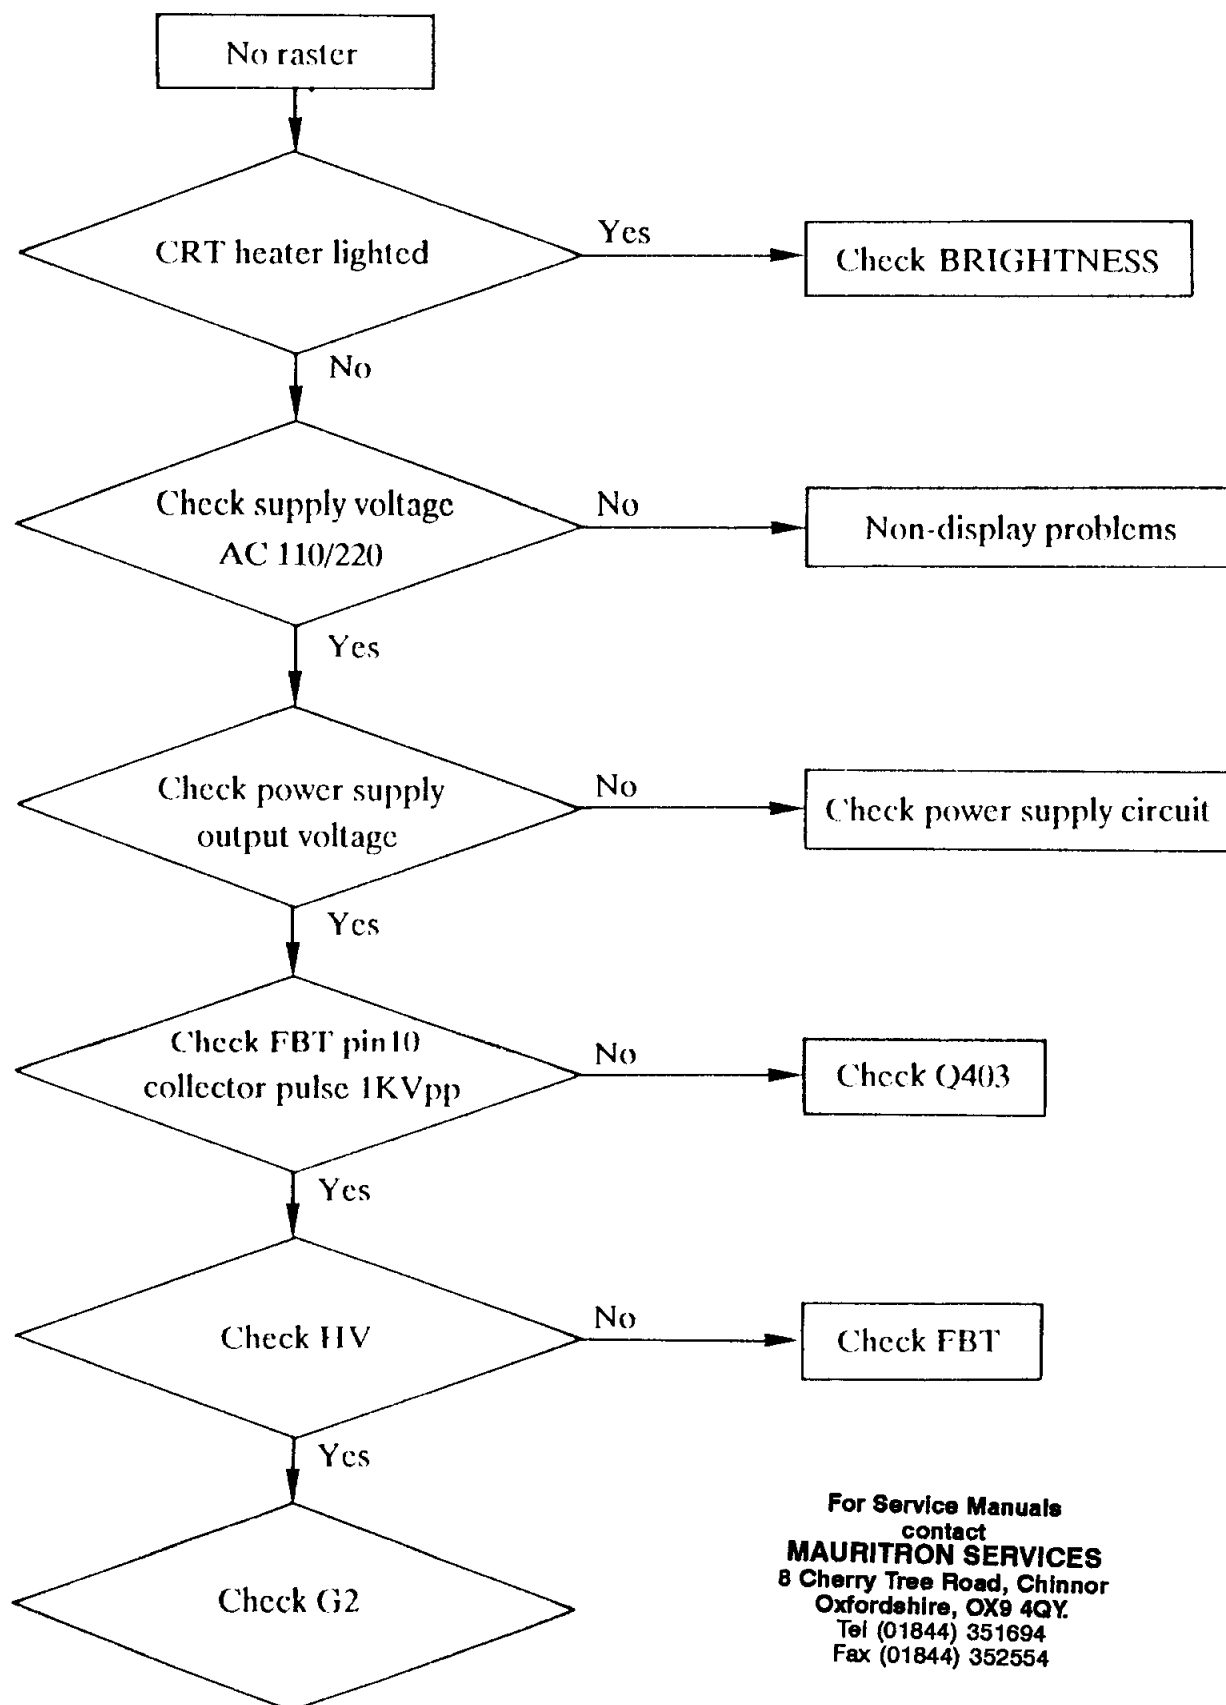 No raster
CRT heater lighted
Yes
Check BRIGHTNESS
No
Check supply voltage
AC 110/220
No
Non-display problems
Yes
Check power supply
output voltage
No
Check power supply circuit
Yes
Check FBT pin10
collector pulse 1KVpp
No
Check Q403
Yes
Check HV
No
Check FBT
Yes
Check G2
For Service Manuals
contact
MAURITRON SERVICES
8 Cherry Tree Road, Chinnor
Oxfordshire, OX9 4QY.
Tel (01844) 351694
Fax (01844) 352554